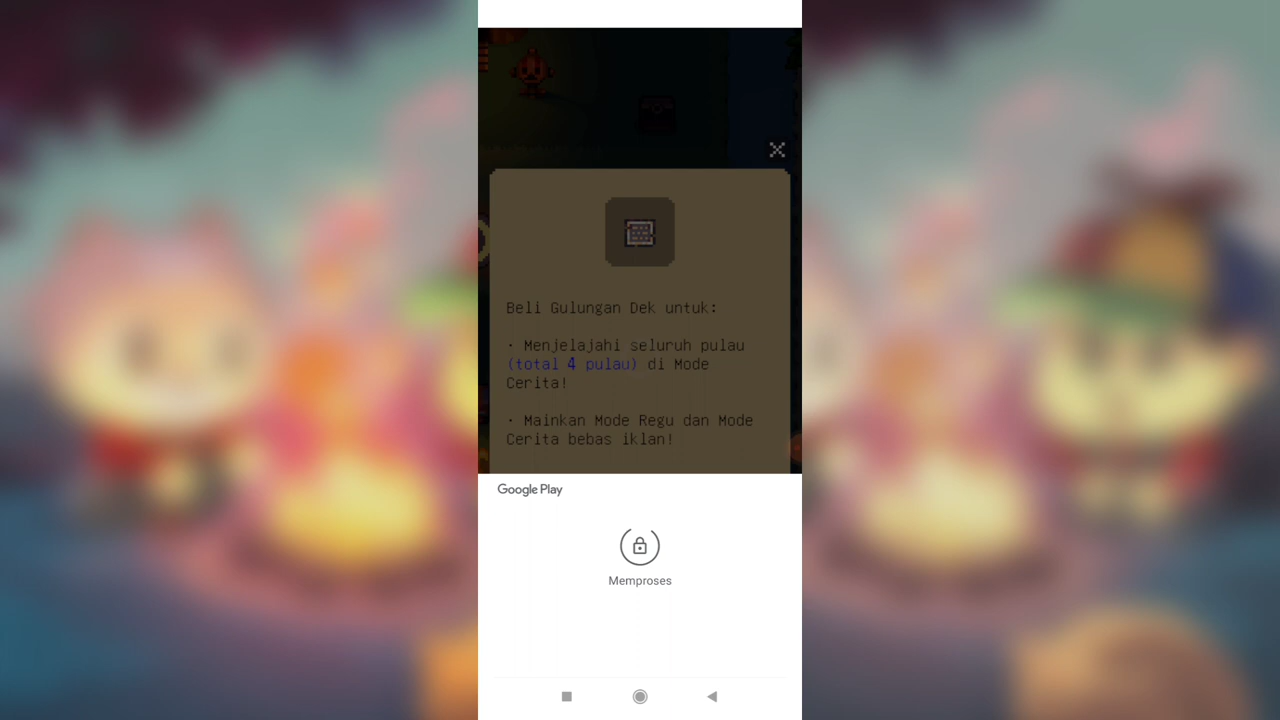 Beli Gulungan Dek untuk:
· Menjelajahi seluruh pulau
(total 4 pulau) di Mode
Cerita!
· Mainkan Mode Regu dan Mode
Cerita bebas iklan!
Google Play
Memproses